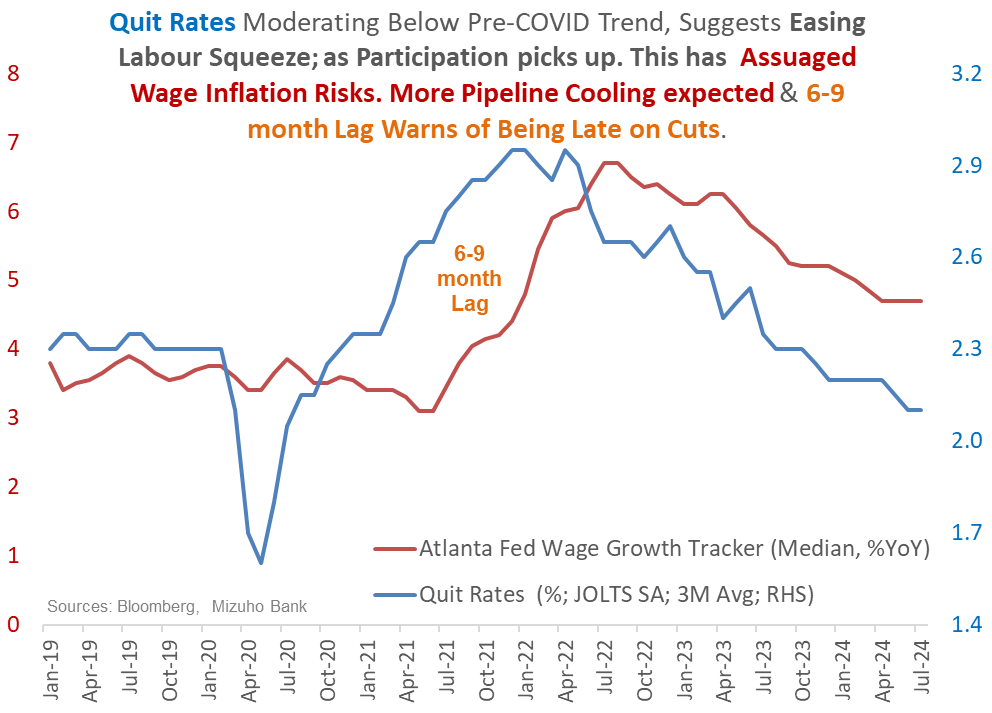 Quit Rates Moderating Below Pre-COVID Trend, Suggests Easing
Labour Squeeze; as Participation picks up. This has Assuaged
Wage Inflation Risks. More Pipeline Cooling expected & 6-9
month Lag Warns of Being Late on Cuts.
8
7
6
5
4
3
2
1
0
3.2
2.9
2.6
2.3
2.0
1.7
1.4
6-9
month
Lag
Atlanta Fed Wage Growth Tracker (Median, %YoY)
Quit Rates (%; JOLTS SA; 3M Avg; RHS)
Sources: Bloomberg, Mizuho Bank
Jan-19
Apr-19
Jul-19
Oct-19
Jan-20
Apr-20
Jul-20
Oct-20
Jan-21
Apr-21
Jul-21
Oct-21
Jan-22
Apr-22
Jul-22
Oct-22
Jan-23
Apr-23
Jul-23
Oct-23
Jan-24
Apr-24
Jul-24